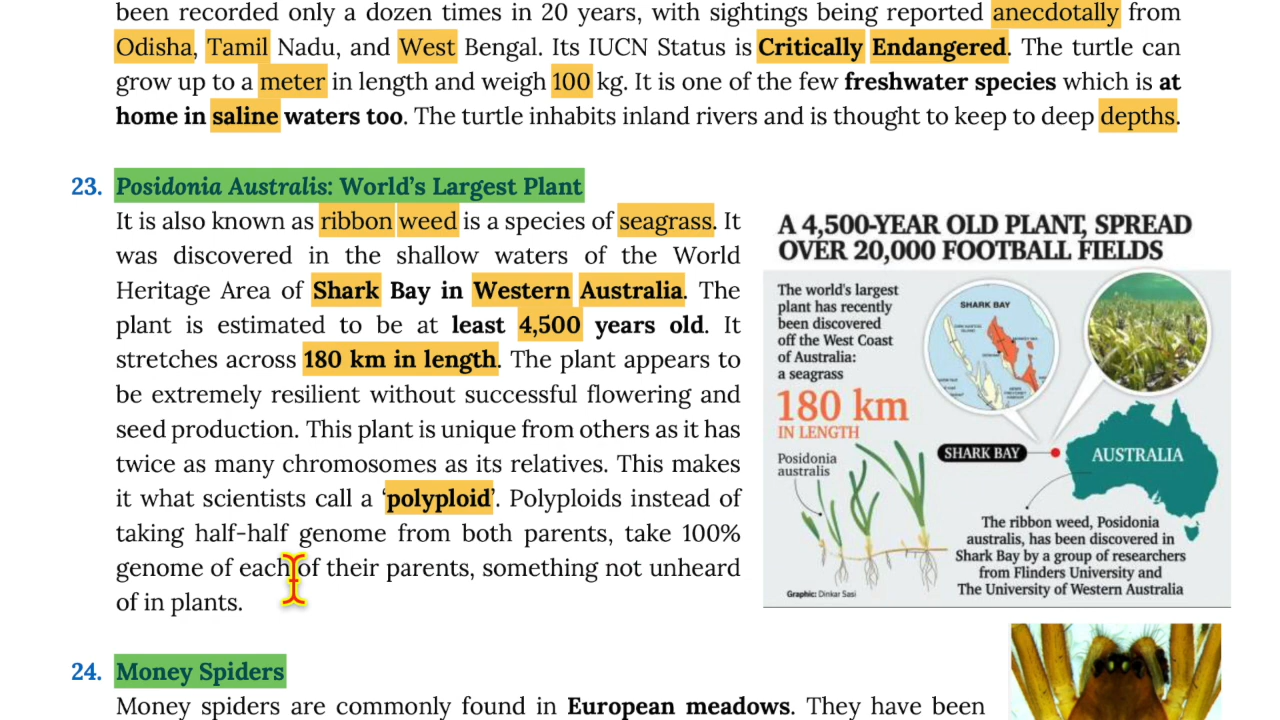 been recorded only a dozen times in 20 years, with sightings being reported anecdotally from
Odisha, Tamil Nadu, and West Bengal. Its IUCN Status is Critically Endangered. The turtle can
grow up to a meter in length and weigh 100 kg. It is one of the few freshwater species which is at
home in saline waters too. The turtle inhabits inland rivers and is thought to keep to deep depths.
23. Posidonia Australis: World's Largest Plant
It is also known as ribbon weed is a species of seagrass. It
was discovered in the shallow waters of the World
Heritage Area of Shark Bay in Western Australia. The
plant is estimated to be at least 4,500 years old. It
stretches across 180 km in length. The plant appears to
be extremely resilient without successful flowering and
seed production. This plant is unique from others as it has
twice as many chromosomes as its relatives. This makes
it what scientists call a 'polyploid'. Polyploids instead of
taking half-half genome from both parents, take 100%
genome of each of their parents, something not unheard
of in plants.
A 4,500-YEAR OLD PLANT, SPREAD
OVER 20,000 FOOTBALL FIELDS
The world's largest
plant has recently
been discovered
off the West Coast
of Australia:
a seagrass
180 km
IN LENGTH
Posidonia
australis
SHARK BAY
SHARK BAY
AUSTRALIA
The ribbon weed, Posidonia
australis, has been discovered in
Shark Bay by a group of researchers
from Flinders University and
The University of Western Australia
Graphic: Dinkar Sasi
24. Money Spiders
Money spiders are commonly found in European meadows. They have been